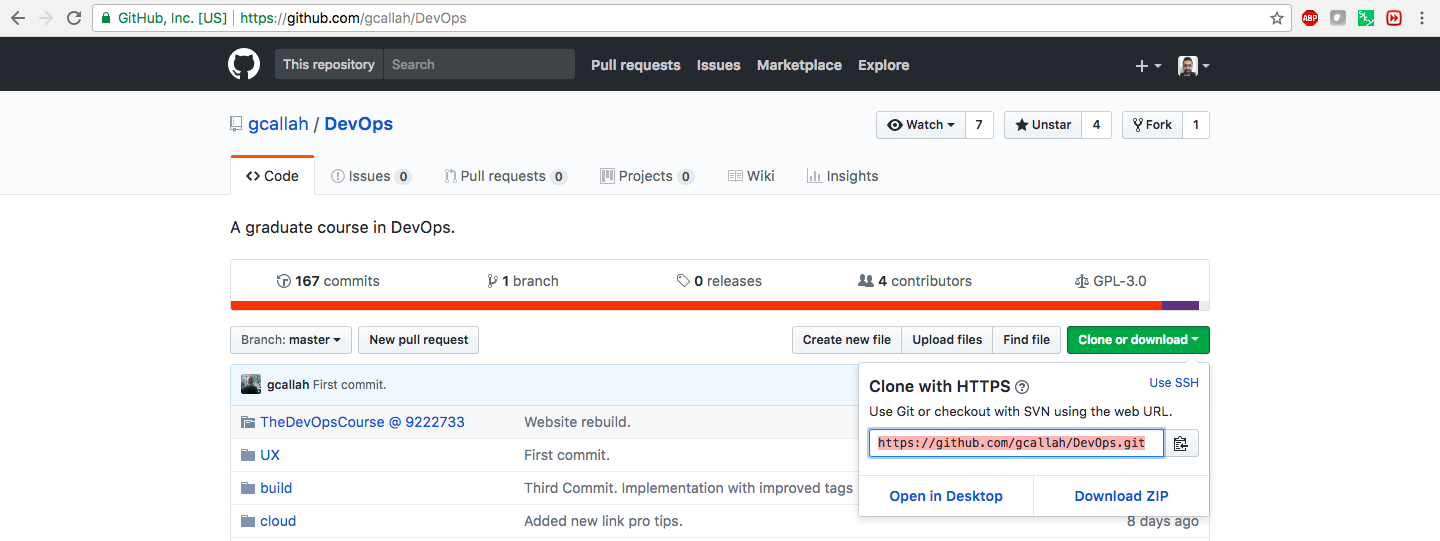 GitHub, Inc. [US] https://github.com/gcallah/DevOps ABP
This repository Search Pull requests Issues Marketplace Explore
gcallah / DevOps Watch 7 Unstar 4 Fork 1
Code Issues 0 Pull requests 0 Projects 0 Wiki Insights
A graduate course in DevOps.
167 commits 1 branch 0 releases 4 contributors GPL-3.0
Branch: master New pull request Create new file Upload files Find file Clone or download
gcallah First commit.
Clone with HTTPS ? Use SSH
Use Git or checkout with SVN using the web URL.
https://github.com/gcallah/DevOps.git
Open in Desktop Download ZIP
TheDevOpsCourse @ 9222733 Website rebuild.
UX First commit.
build Third Commit. Implementation with improved tags
cloud Added new link pro tips. 8 days ago